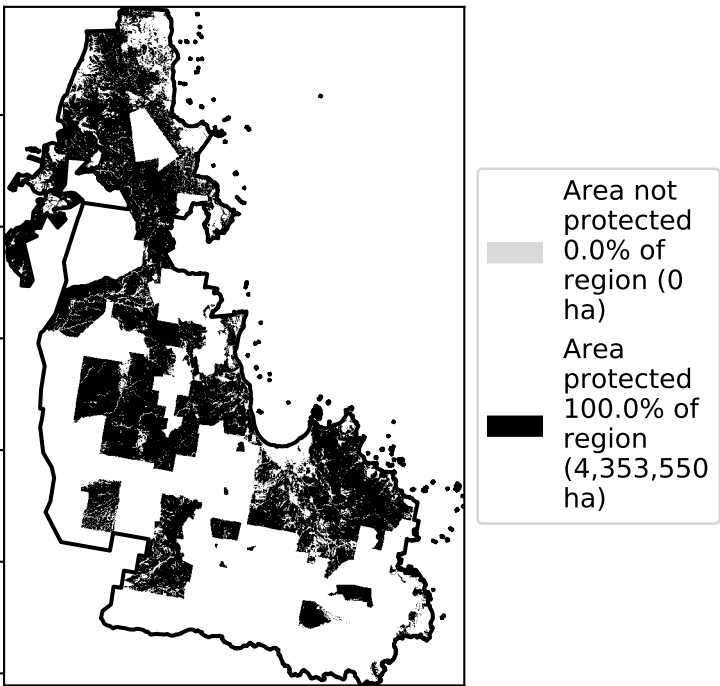 Area not
protected
0.0% of
region (0
ha)
Area
protected
100.0% of
region
(4,353,550
ha)